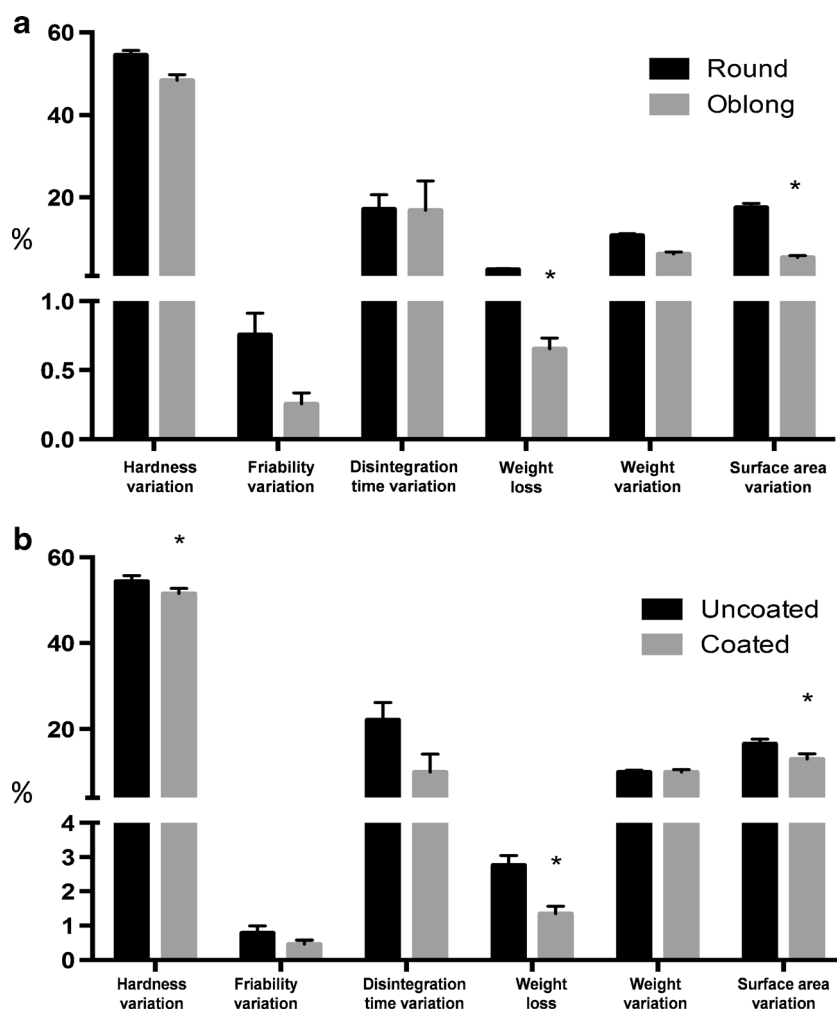 a
60
Round
Oblong
40
20
*
%
*
1.0
0.5
0.0
Hardness variation
Friability variation
Disintegration time variation
Weight loss
Weight variation
Surface area variation
b
60
*
Uncoated
Coated
40
20
*
%
4
3
*
2
1
0
Hardness variation
Friability variation
Disintegration time variation
Weight loss
Weight variation
Surface area variation